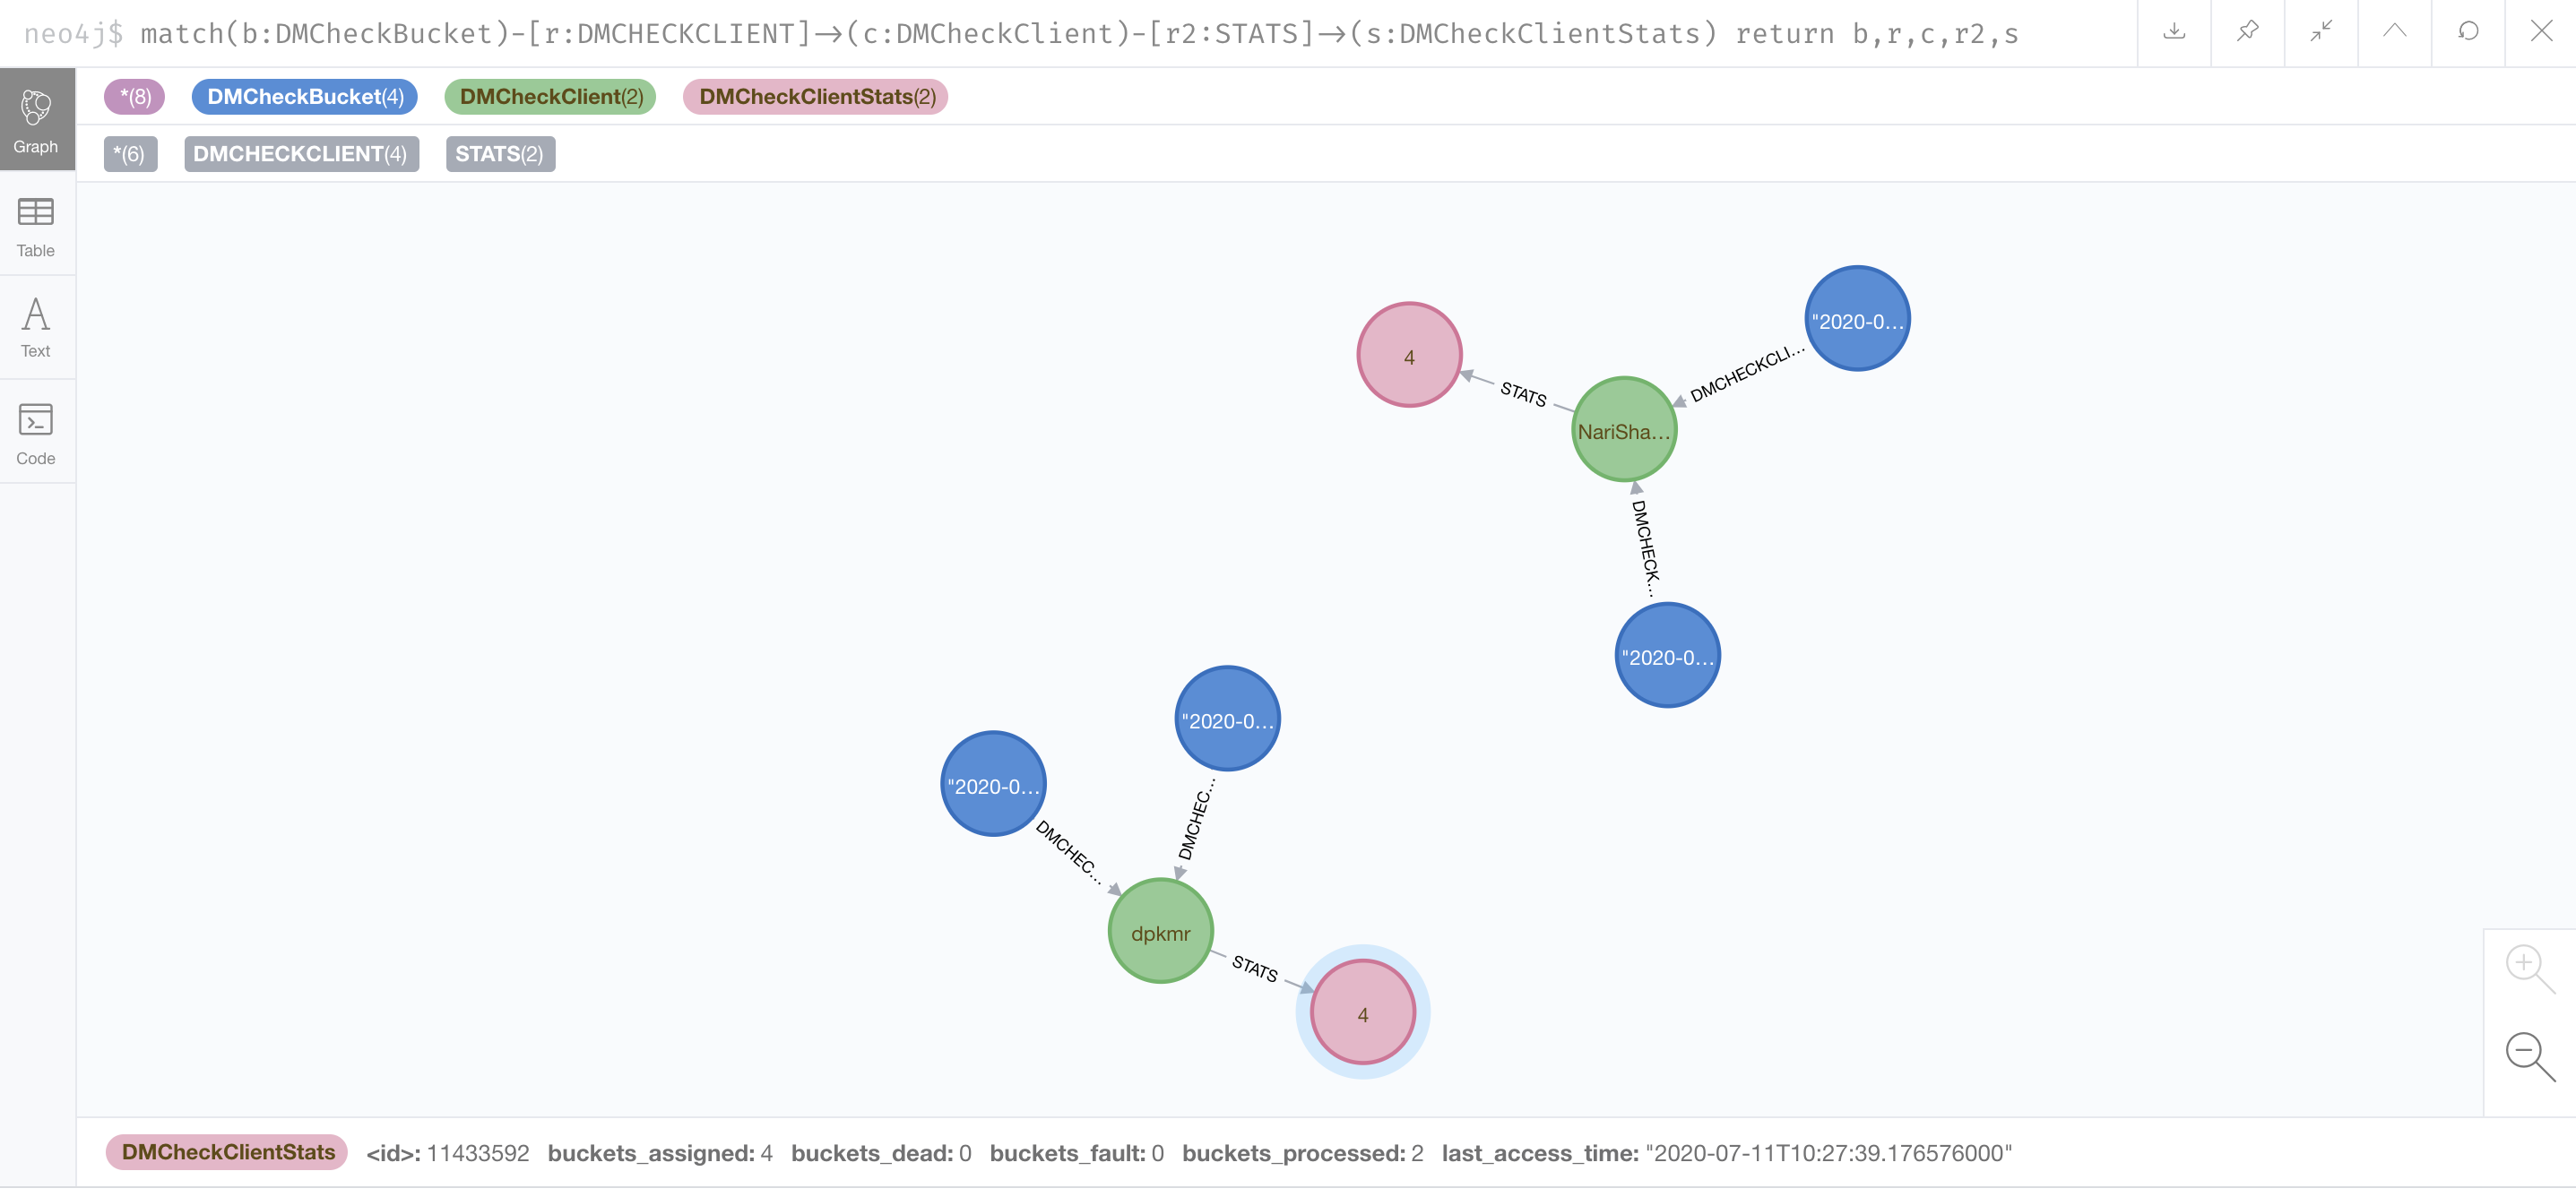 neo4j$ match(b:DMCheckBucket)-[r:DMCHECKCLIENT]->(c:DMCheckClient)-[r2:STATS]->(s:DMCheckClientStats) return b,r,c,r2,s
*(8) DMCheckBucket(4) DMCheckClient(2) DMCheckClientStats(2)
*(6) DMCHECKCLIENT(4) STATS(2)
Graph
Table
Text
Code
"2020-0...
4
DMCHECKCLI...
STATS
NariSha...
DMCHECK...
"2020-0...
"2020-0...
"2020-0...
DMCHEC...
DMCHEC...
dpkmr
STATS
4
DMCheckClientStats <id>: 11433592 buckets_assigned: 4 buckets_dead: 0 buckets_fault: 0 buckets_processed: 2 last_access_time: "2020-07-11T10:27:39.176576000"